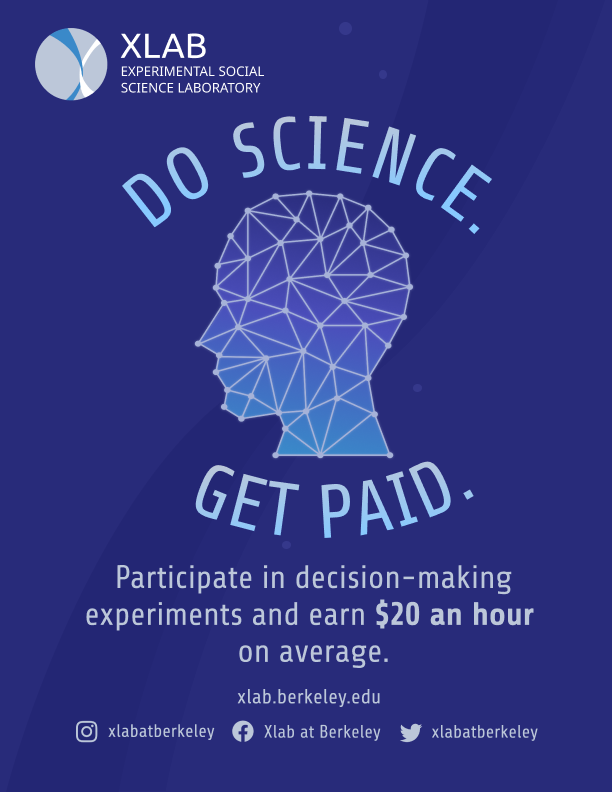 XLAB
EXPERIMENTAL SOCIAL
SCIENCE LABORATORY
DO SCIENCE.
GET PAID.
Participate in decision-making
experiments and earn $20 an hour
on average.
xlab.berkeley.edu
xlabatberkeley Xlab at Berkeley xlabatberkeley